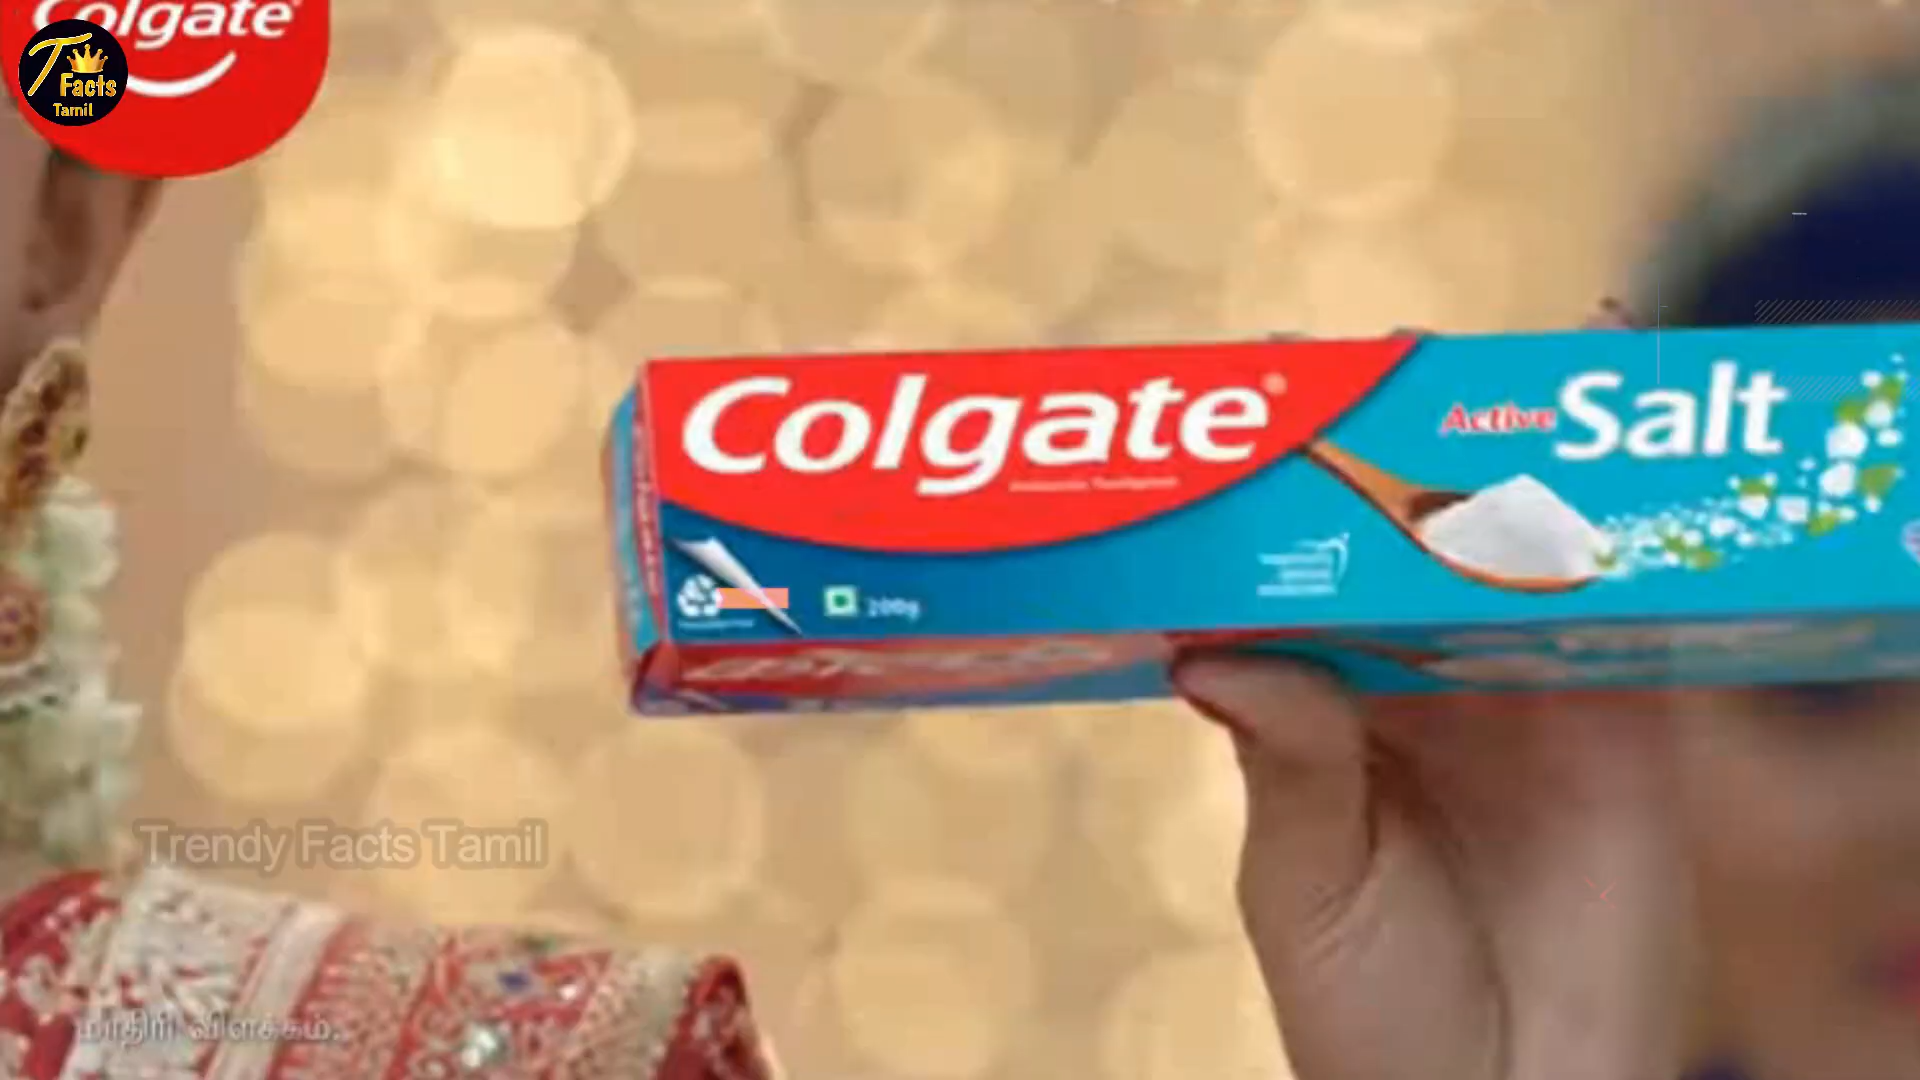 Colgate
T Facts
Tamil
Colgate®
Active Salt
200g
Trendy Facts Tamil
மாதிரி விளக்கம்.